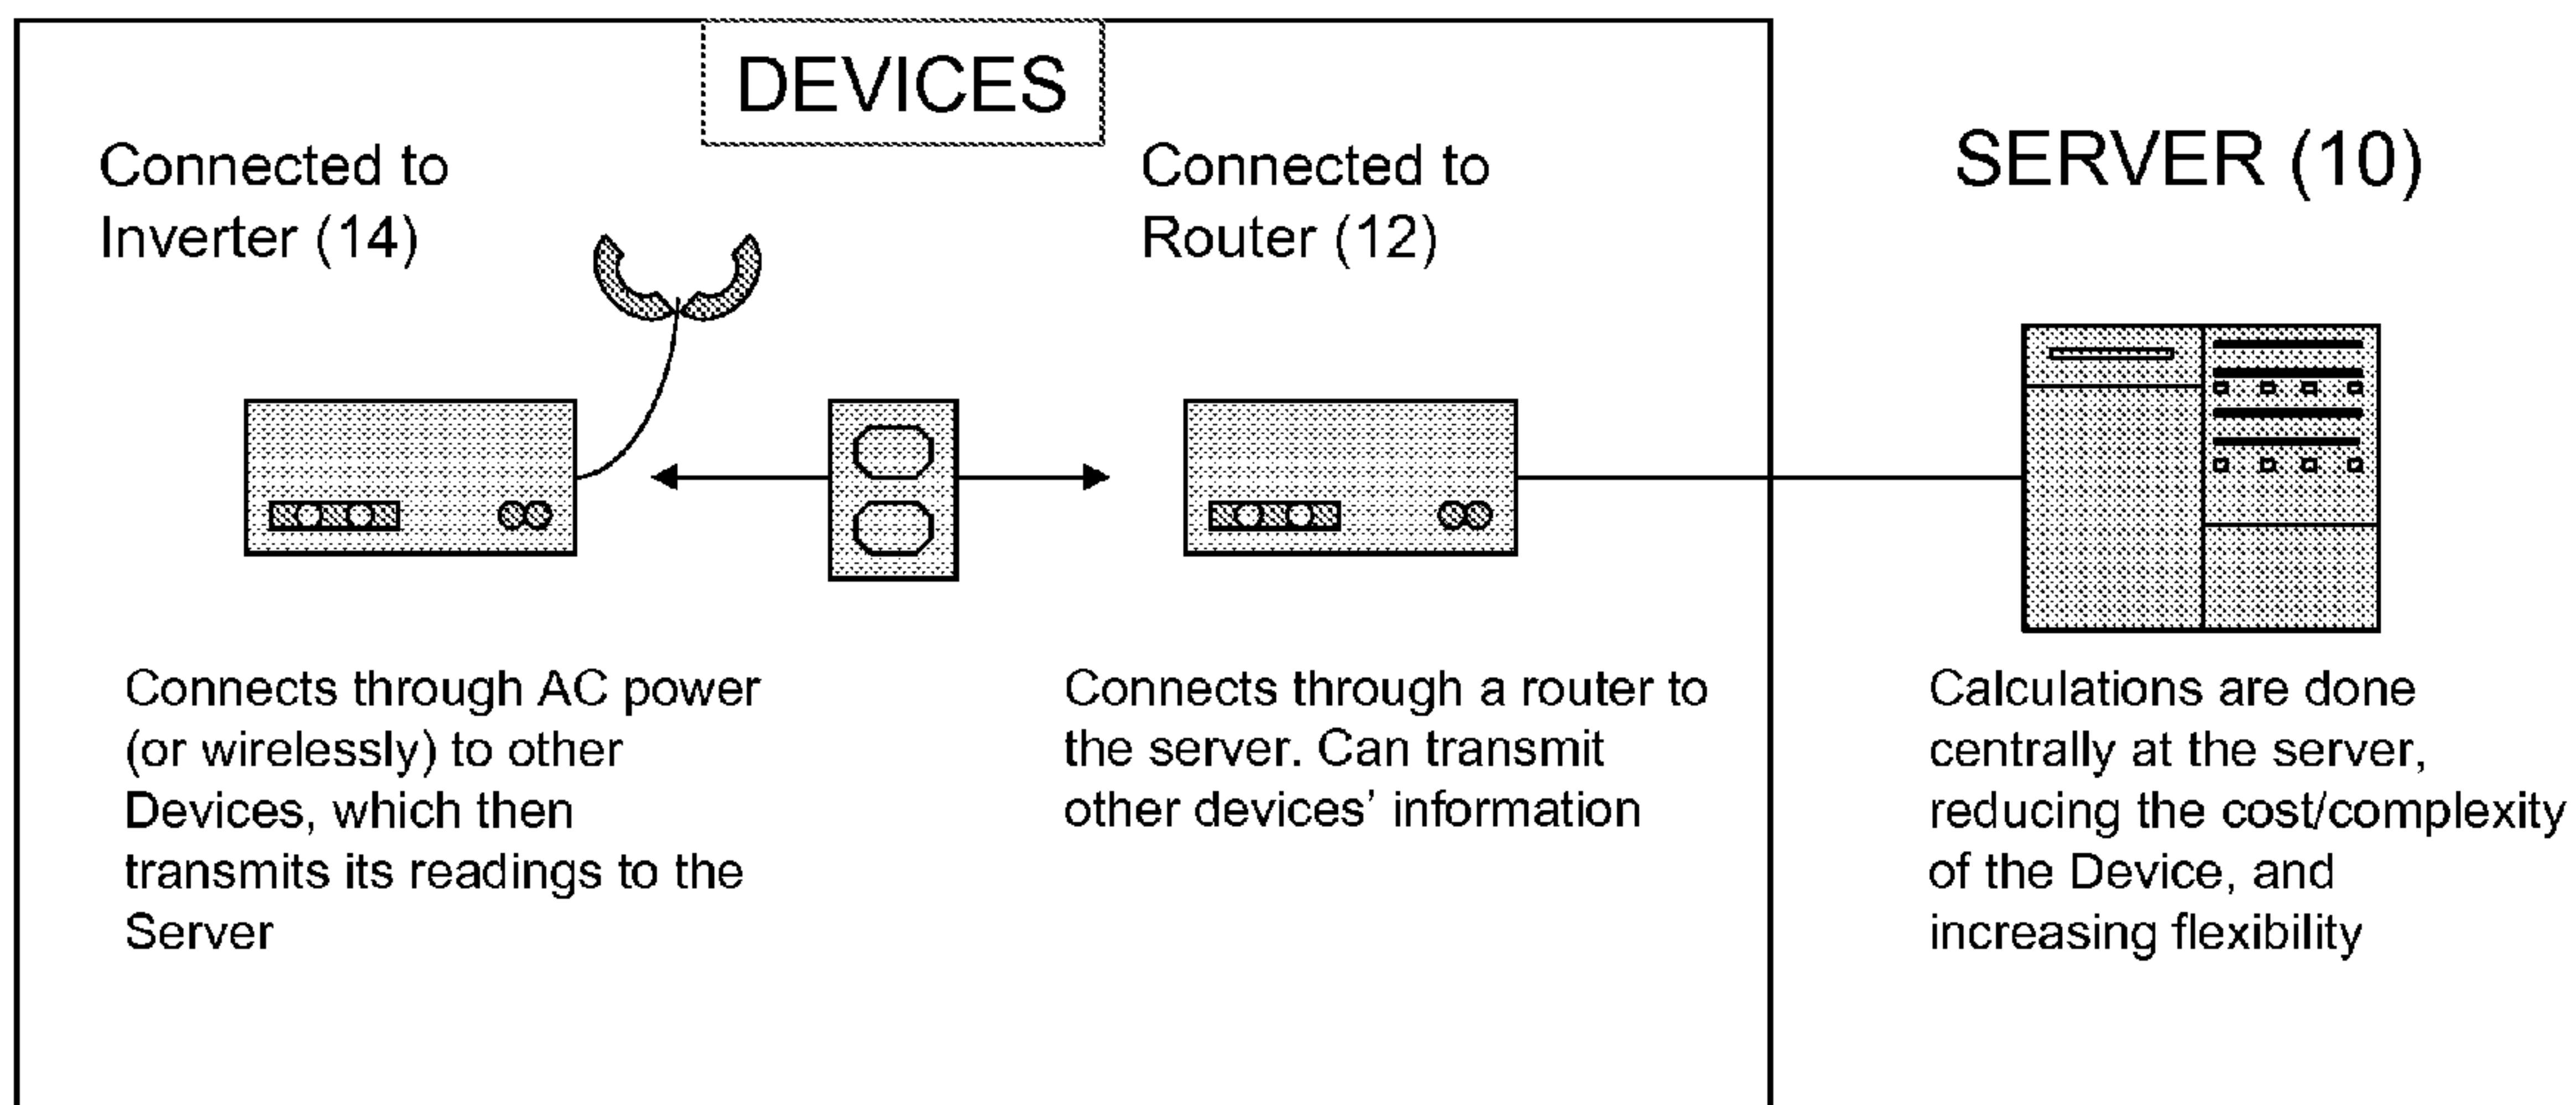 DEVICES
Connected to
Inverter (14)
Connected to
Router (12)
SERVER (10)
Connects through AC power
(or wirelessly) to other
Devices, which then
transmits its readings to the
Server
Connects through a router to
the server. Can transmit
other devices’ information
Calculations are done
centrally at the server,
reducing the cost/complexity
of the Device, and
increasing flexibility